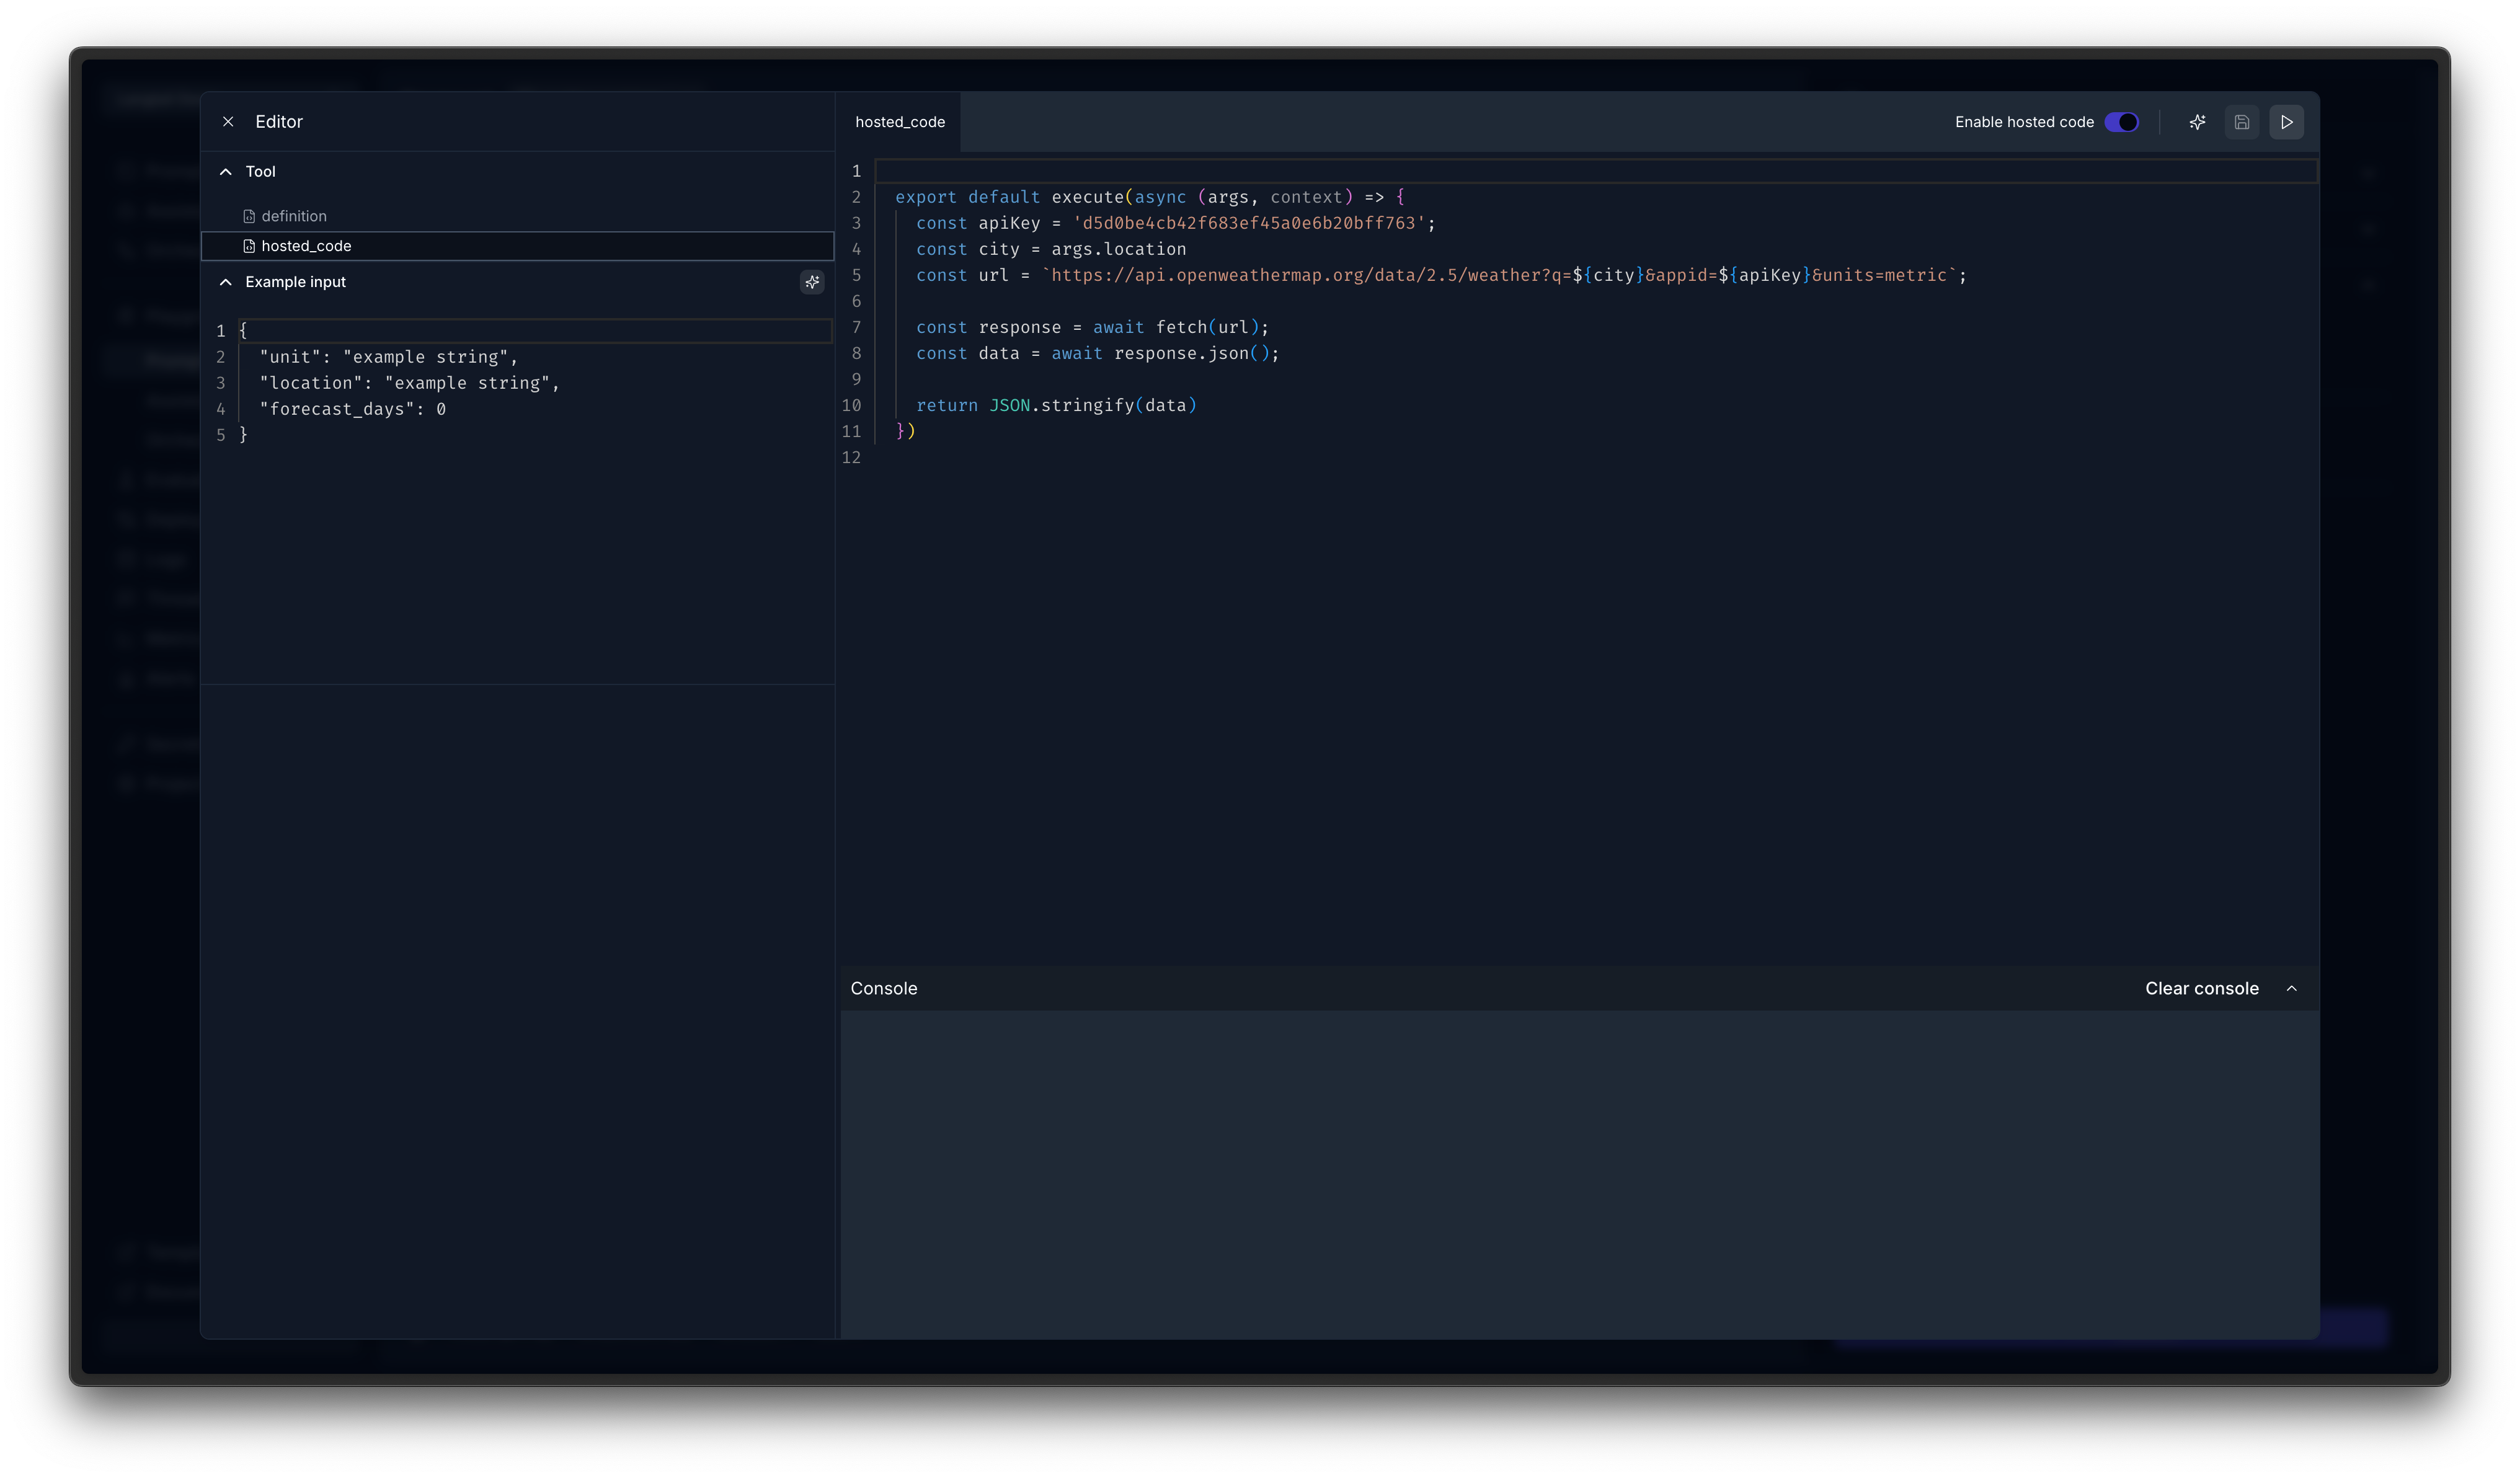 Editor
Tool
definition
hosted_code
Example input
1 {
2 "unit": "example string",
3 "location": "example string",
4 "forecast_days": 0
5 }
hosted_code
Enable hosted code
1
2 export default execute(async (args, context) => {
3 const apiKey = 'd5d0be4cb42f683ef45a0e6b20bff763';
4 const city = args.location
5 const url = `https://api.openweathermap.org/data/2.5/weather?q=${city}&appid=${apiKey}&units=metric`;
6
7 const response = await fetch(url);
8 const data = await response.json();
9
10 return JSON.stringify(data)
11 })
12
Console
Clear console